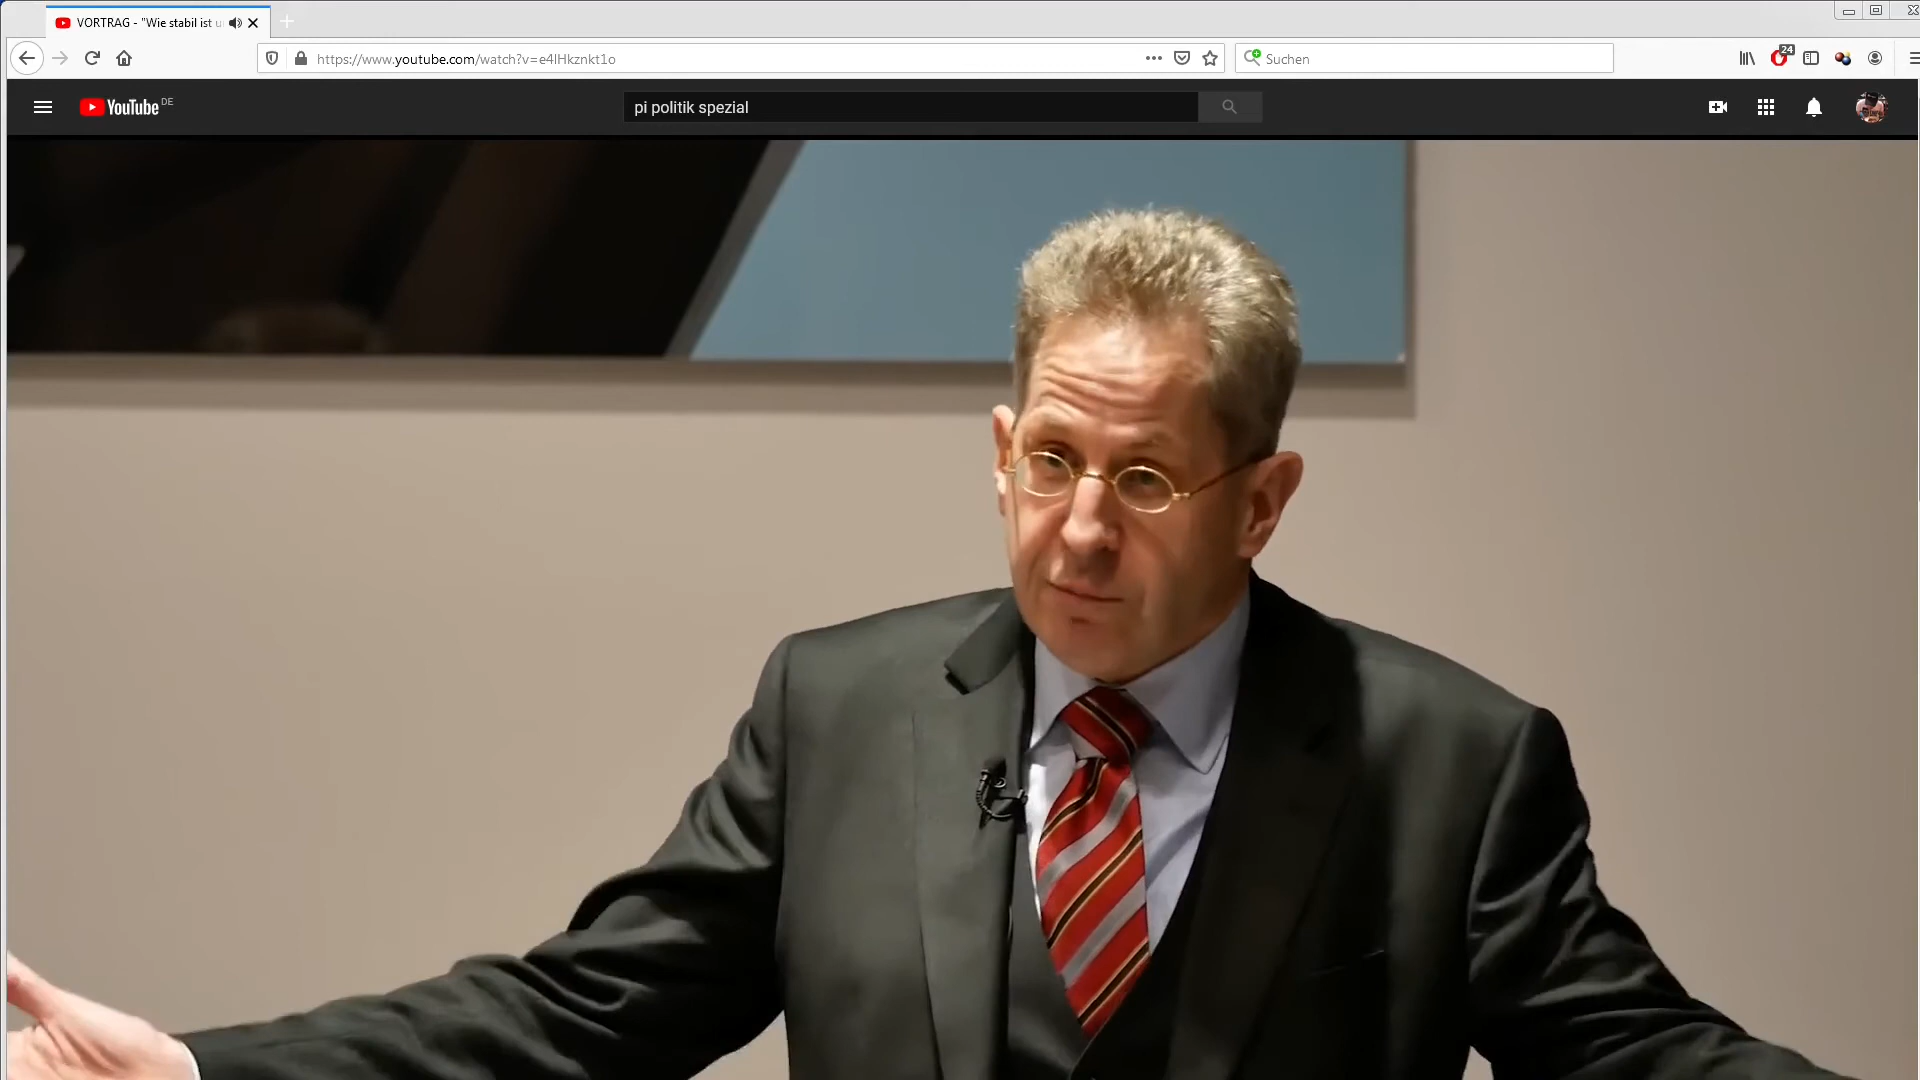 VORTRAG - "Wie stabil ist u
https://www.youtube.com/watch?v=e4lHkznkt1o
Suchen
24
YouTube DE
pi politik spezial